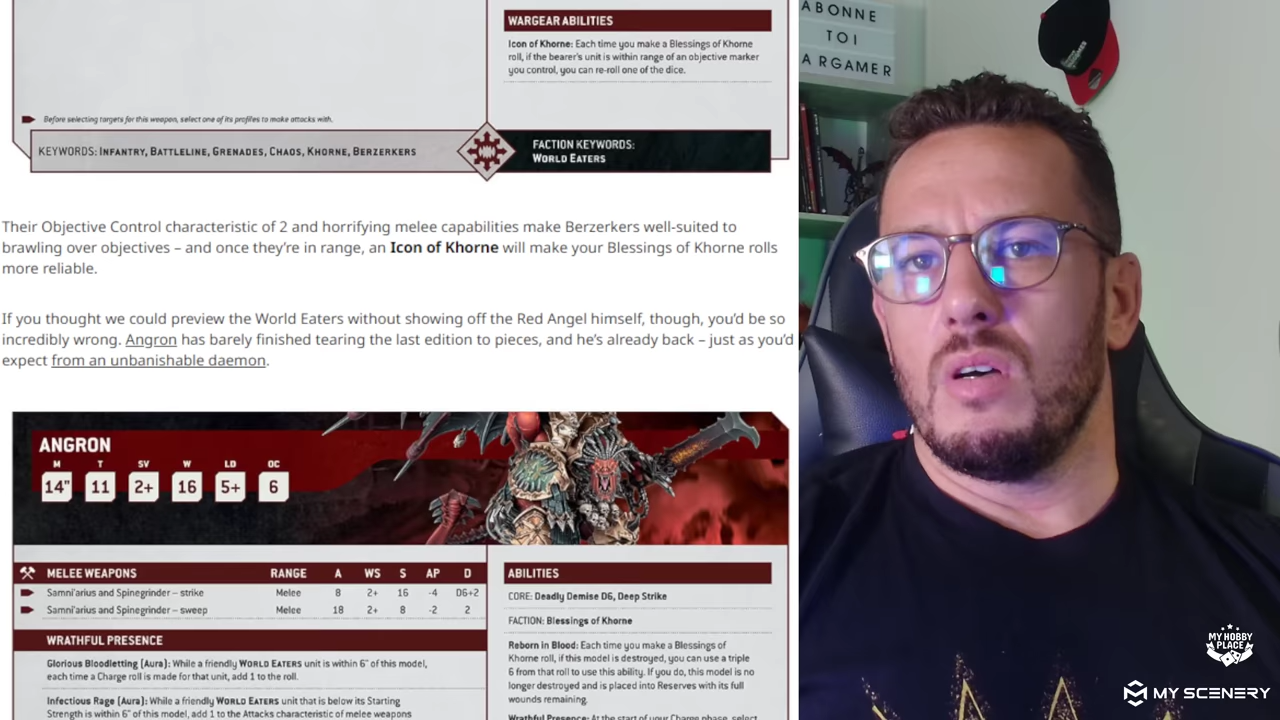 WARGEAR ABILITIES
Icon of Khorne: Each time you make a Blessings of Khorne
roll, if the bearer's unit is within range of an objective marker
you control, you can re-roll one of the dice.
Before selecting targets for this weapon, select one of its profiles to make attacks with.
KEYWORDS: INFANTRY, BATTLELINE, GRENADES, CHAOS, KHORNE, BERZERKERS
FACTION KEYWORDS:
WORLD EATERS
Their Objective Control characteristic of 2 and horrifying melee capabilities make Berzerkers well-suited to
brawling over objectives – and once they're in range, an Icon of Khorne will make your Blessings of Khorne rolls
more reliable.
If you thought we could preview the World Eaters without showing off the Red Angel himself, though, you'd be so
incredibly wrong. Angron has barely finished tearing the last edition to pieces, and he's already back – just as you'd
expect from an unbanishable daemon.
ANGRON
M T SV W LD OC
14" 11 2+ 16 5+ 6
MELEE WEAPONS RANGE A WS S AP D
Samni'arius and Spinegrinder – strike Melee 8 2+ 16 -4 D6+2
Samni'arius and Spinegrinder – sweep Melee 18 2+ 8 -2 2
WRATHFUL PRESENCE
Glorious Bloodletting (Aura): While a friendly WORLD EATERS unit is within 6" of this model,
each time a Charge roll is made for that unit, add 1 to the roll.
Infectious Rage (Aura): While a friendly WORLD EATERS unit that is below its Starting
Strength is within 6" of this model, add 1 to the Attacks characteristic of melee weapons
ABILITIES
CORE: Deadly Demise D6, Deep Strike
FACTION: Blessings of Khorne
Reborn in Blood: Each time you make a Blessings of
Khorne roll, if this model is destroyed, you can use a triple
6 from that roll to use this ability. If you do, this model is no
longer destroyed and is placed into Reserves with its full
wounds remaining.
Wrathful Presence: At the start of your Charge phase, select
ABONNE
TOI
ARGAMER
MY HOBBY
PLACE
MY SCENERY